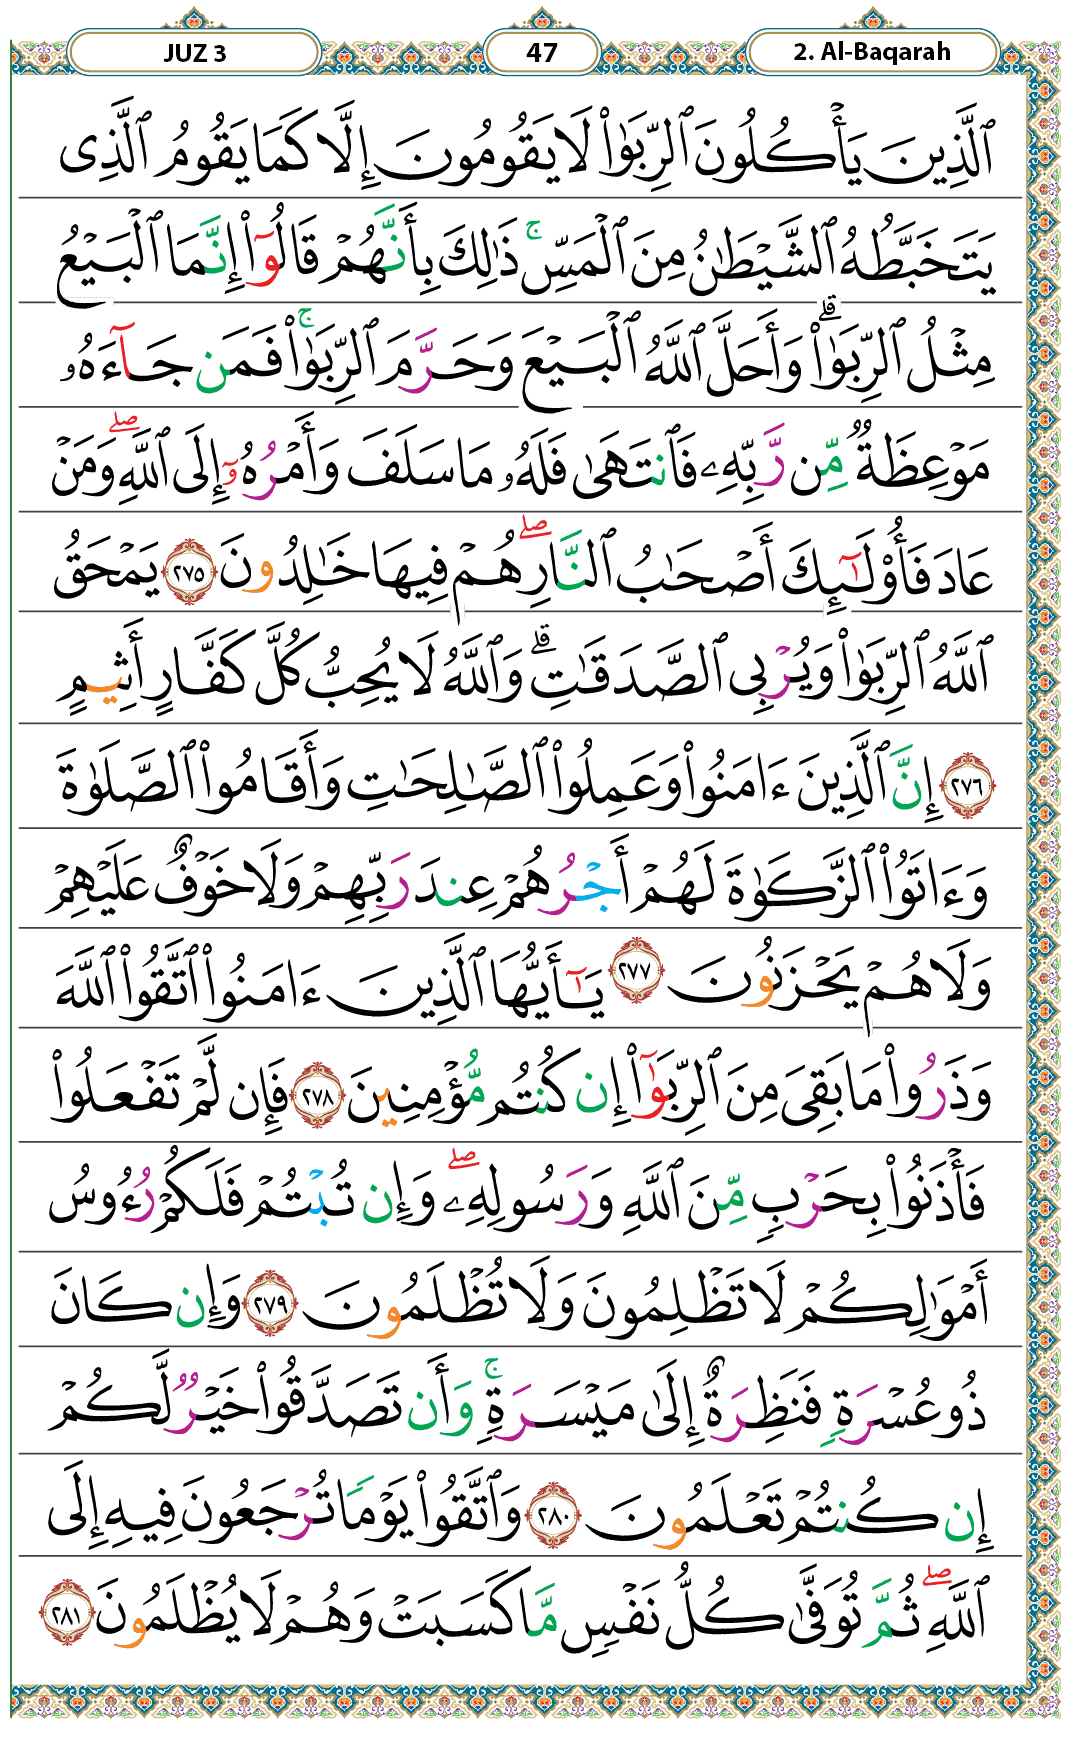 JUZ 3 47 2. Al-Baqarah
ٱلَّذِينَ يَأْكُلُونَ ٱلرِّبَوٰا۟ لَا يَقُومُونَ إِلَّا كَمَا يَقُومُ ٱلَّذِى
يَتَخَبَّطُهُ ٱلشَّيْطَٰنُ مِنَ ٱلْمَسِّ ۚ ذَٰلِكَ بِأَنَّهُمْ قَالُوٓا۟ إِنَّمَا ٱلْبَيْعُ
مِثْلُ ٱلرِّبَوٰا۟ ۗ وَأَحَلَّ ٱللَّهُ ٱلْبَيْعَ وَحَرَّمَ ٱلرِّبَوٰا۟ ۚ فَمَن جَآءَهُۥ
مَوْعِظَةٌ مِّن رَّبِّهِۦ فَٱنتَهَىٰ فَلَهُۥ مَا سَلَفَ وَأَمْرُهُۥٓ إِلَى ٱللَّهِ ۖ وَمَنْ
عَادَ فَأُو۟لَٰٓئِكَ أَصْحَٰبُ ٱلنَّارِ ۖ هُمْ فِيهَا خَٰلِدُونَ ٢٧٥ يَمْحَقُ
ٱللَّهُ ٱلرِّبَوٰا۟ وَيُرْبِى ٱلصَّدَقَٰتِ ۗ وَٱللَّهُ لَا يُحِبُّ كُلَّ كَفَّارٍ أَثِيمٍ
٢٧٦ إِنَّ ٱلَّذِينَ ءَامَنُوا۟ وَعَمِلُوا۟ ٱلصَّٰلِحَٰتِ وَأَقَامُوا۟ ٱلصَّلَوٰةَ
وَءَاتَوُا۟ ٱلزَّكَوٰةَ لَهُمْ أَجْرُهُمْ عِندَ رَبِّهِمْ وَلَا خَوْفٌ عَلَيْهِمْ
وَلَا هُمْ يَحْزَنُونَ ٢٧٧ يَٰٓأَيُّهَا ٱلَّذِينَ ءَامَنُوا۟ ٱتَّقُوا۟ ٱللَّهَ
وَذَرُوا۟ مَا بَقِىَ مِنَ ٱلرِّبَوٰٓا۟ إِن كُنتُم مُّؤْمِنِينَ ٢٧٨ فَإِن لَّمْ تَفْعَلُوا۟
فَأْذَنُوا۟ بِحَرْبٍ مِّنَ ٱللَّهِ وَرَسُولِهِۦ ۖ وَإِن تُبْتُمْ فَلَكُمْ رُءُوسُ
أَمْوَٰلِكُمْ لَا تَظْلِمُونَ وَلَا تُظْلَمُونَ ٢٧٩ وَإِن كَانَ
ذُو عُسْرَةٍ فَنَظِرَةٌ إِلَىٰ مَيْسَرَةٍ ۚ وَأَن تَصَدَّقُوا۟ خَيْرٌ لَّكُمْ
إِن كُنتُمْ تَعْلَمُونَ ٢٨٠ وَٱتَّقُوا۟ يَوْمًا تُرْجَعُونَ فِيهِ إِلَى
ٱللَّهِ ۖ ثُمَّ تُوَفَّىٰ كُلُّ نَفْسٍ مَّا كَسَبَتْ وَهُمْ لَا يُظْلَمُونَ ٢٨١